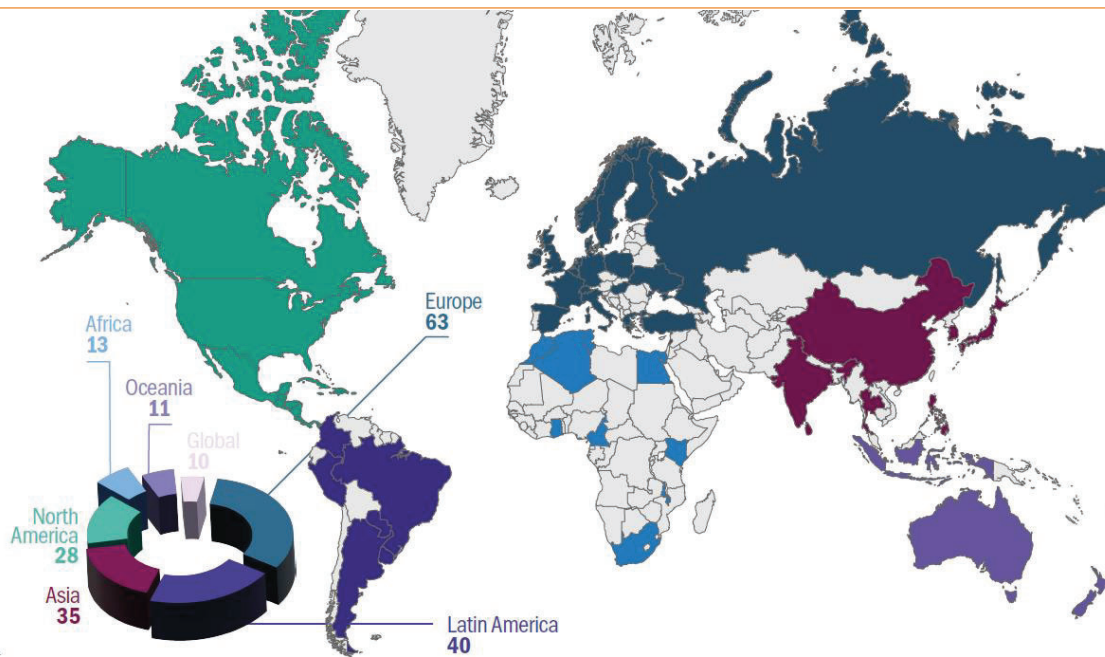 Europe
63
Africa
13
Oceania
11
Global
10
North
America
28
Asia
35
Latin America
40